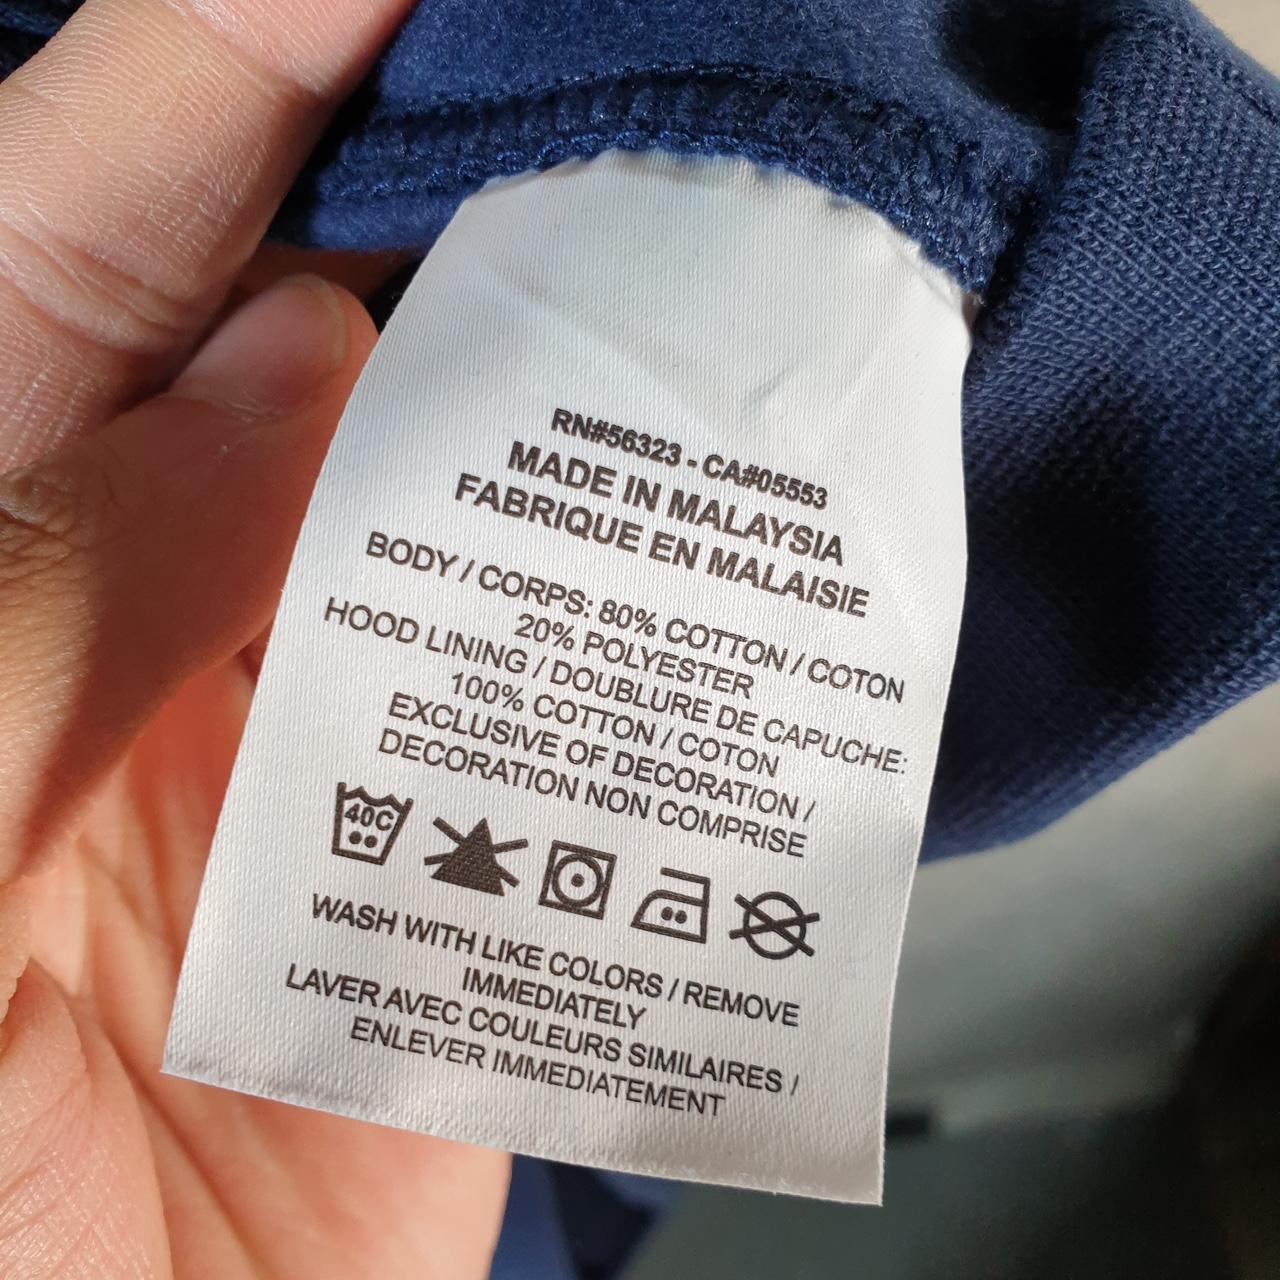 RN#56323 - CA#05553
MADE IN MALAYSIA
FABRIQUE EN MALAISIE
BODY / CORPS: 80% COTTON / COTON
20% POLYESTER
HOOD LINING / DOUBLURE DE CAPUCHE:
100% COTTON / COTON
EXCLUSIVE OF DECORATION /
DECORATION NON COMPRISE
40C
WASH WITH LIKE COLORS / REMOVE
IMMEDIATELY
LAVER AVEC COULEURS SIMILAIRES /
ENLEVER IMMEDIATEMENT